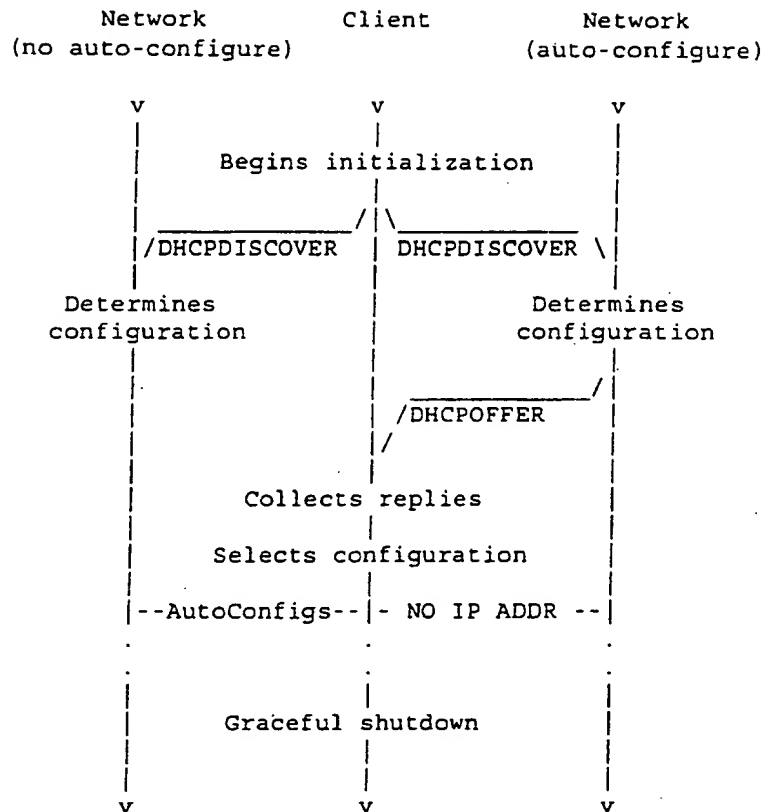 Network Client Network
(no auto-configure) (auto-configure)
v v v
Begins initialization
DHCPDISCOVER DHCPDISCOVER
Determines Determines
configuration configuration
DHCPOFFER
Collects replies
Selects configuration
--AutoConfigs-- - NO IP ADDR --
Graceful shutdown
v v v